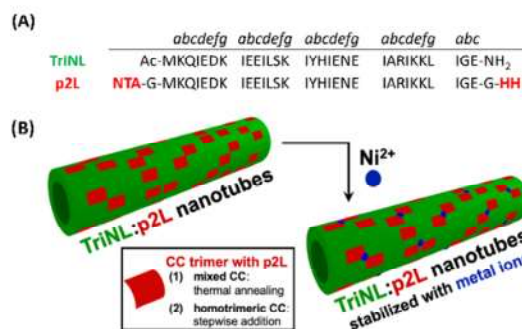 (A)
abcdefg abcdefg abcdefg abcdefg abc
TriNL Ac-MKQIEDK IEEILSK IYHIENE IARIKKL IGE-NH2
p2L NTA-G-MKQIEDK IEEILSK IYHIENE IARIKKL IGE-G-HH
(B)
Ni2+
TriNL:p2L nanotubes
CC trimer with p2L
(1) mixed CC:
thermal annealing
(2) homotrimeric CC:
stepwise addition
TriNL:p2L nanotubes
stabilized with metal ion